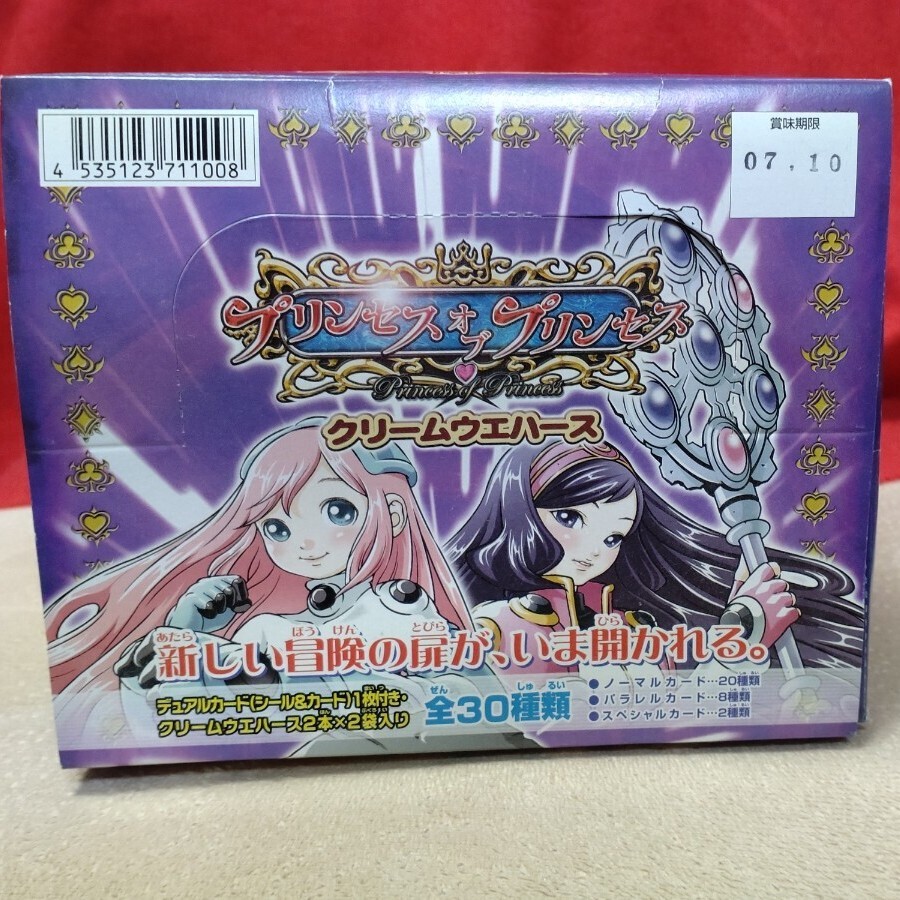 4 535123 711008
賞味期限
07.10
プリンセス オブ プリンセス
Princess of Princess
クリームウエハース
あたら ぼう けん とびら ひら
新しい冒険の扉が、いま開かれる。
デュアルカード(シール&カード)1枚付き・
クリームウエハース2本×2袋入り
ぜん しゅ るい
全30種類
●ノーマルカード…20種類
●パラレルカード…8種類
●スペシャルカード…2種類